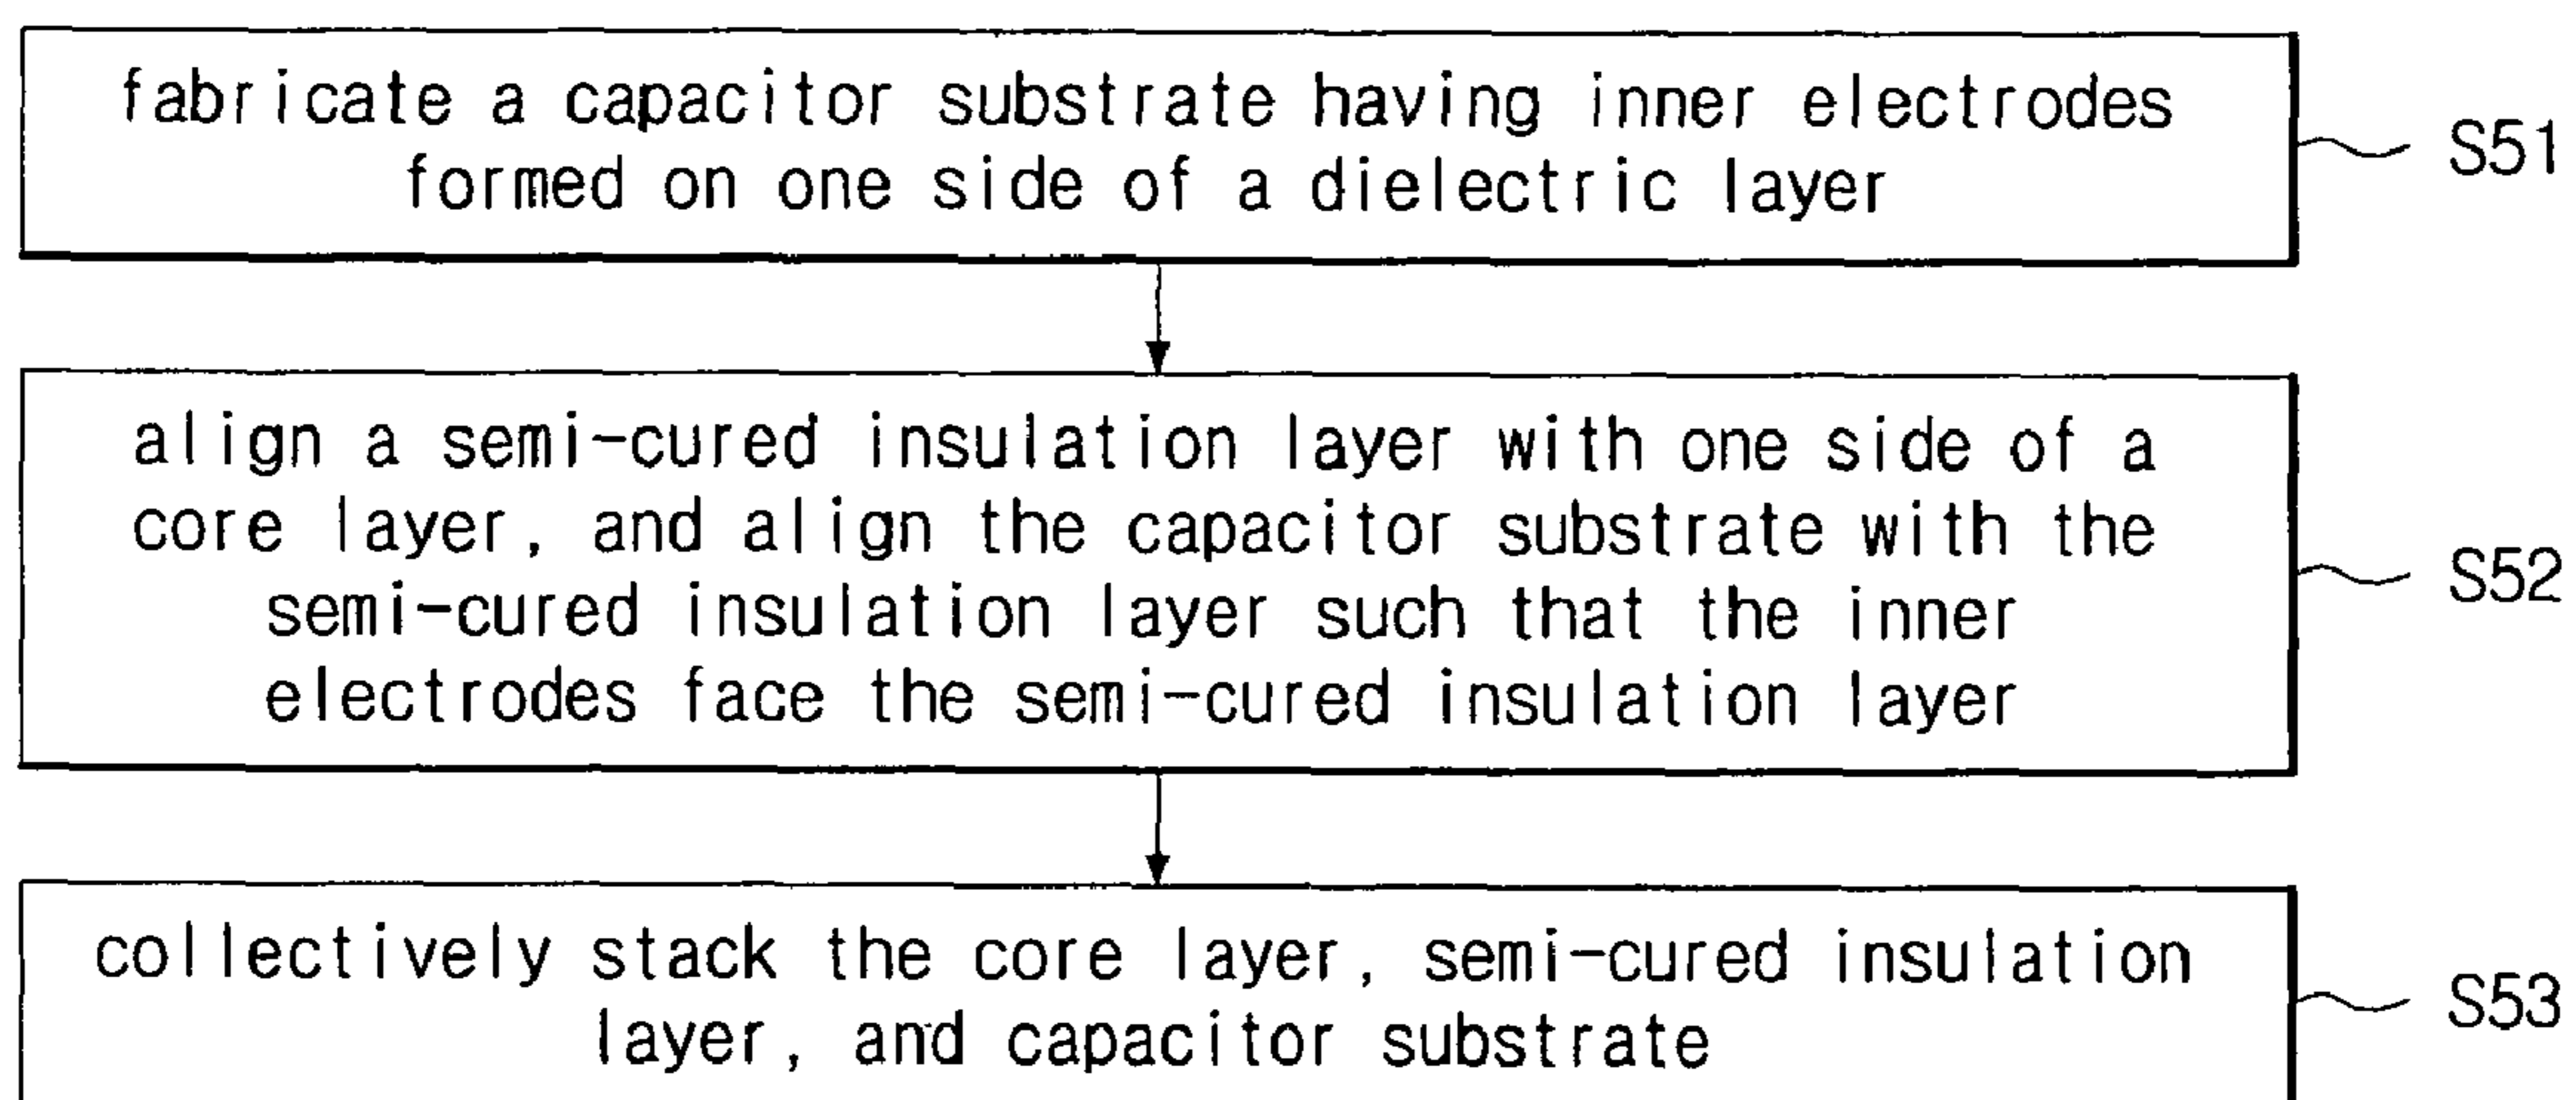 fabricate a capacitor substrate having inner electrodes
formed on one side of a dielectric layer
S51
align a semi-cured insulation layer with one side of a
core layer, and align the capacitor substrate with the
semi-cured insulation layer such that the inner
electrodes face the semi-cured insulation layer
S52
collectively stack the core layer, semi-cured insulation
layer, and capacitor substrate
S53